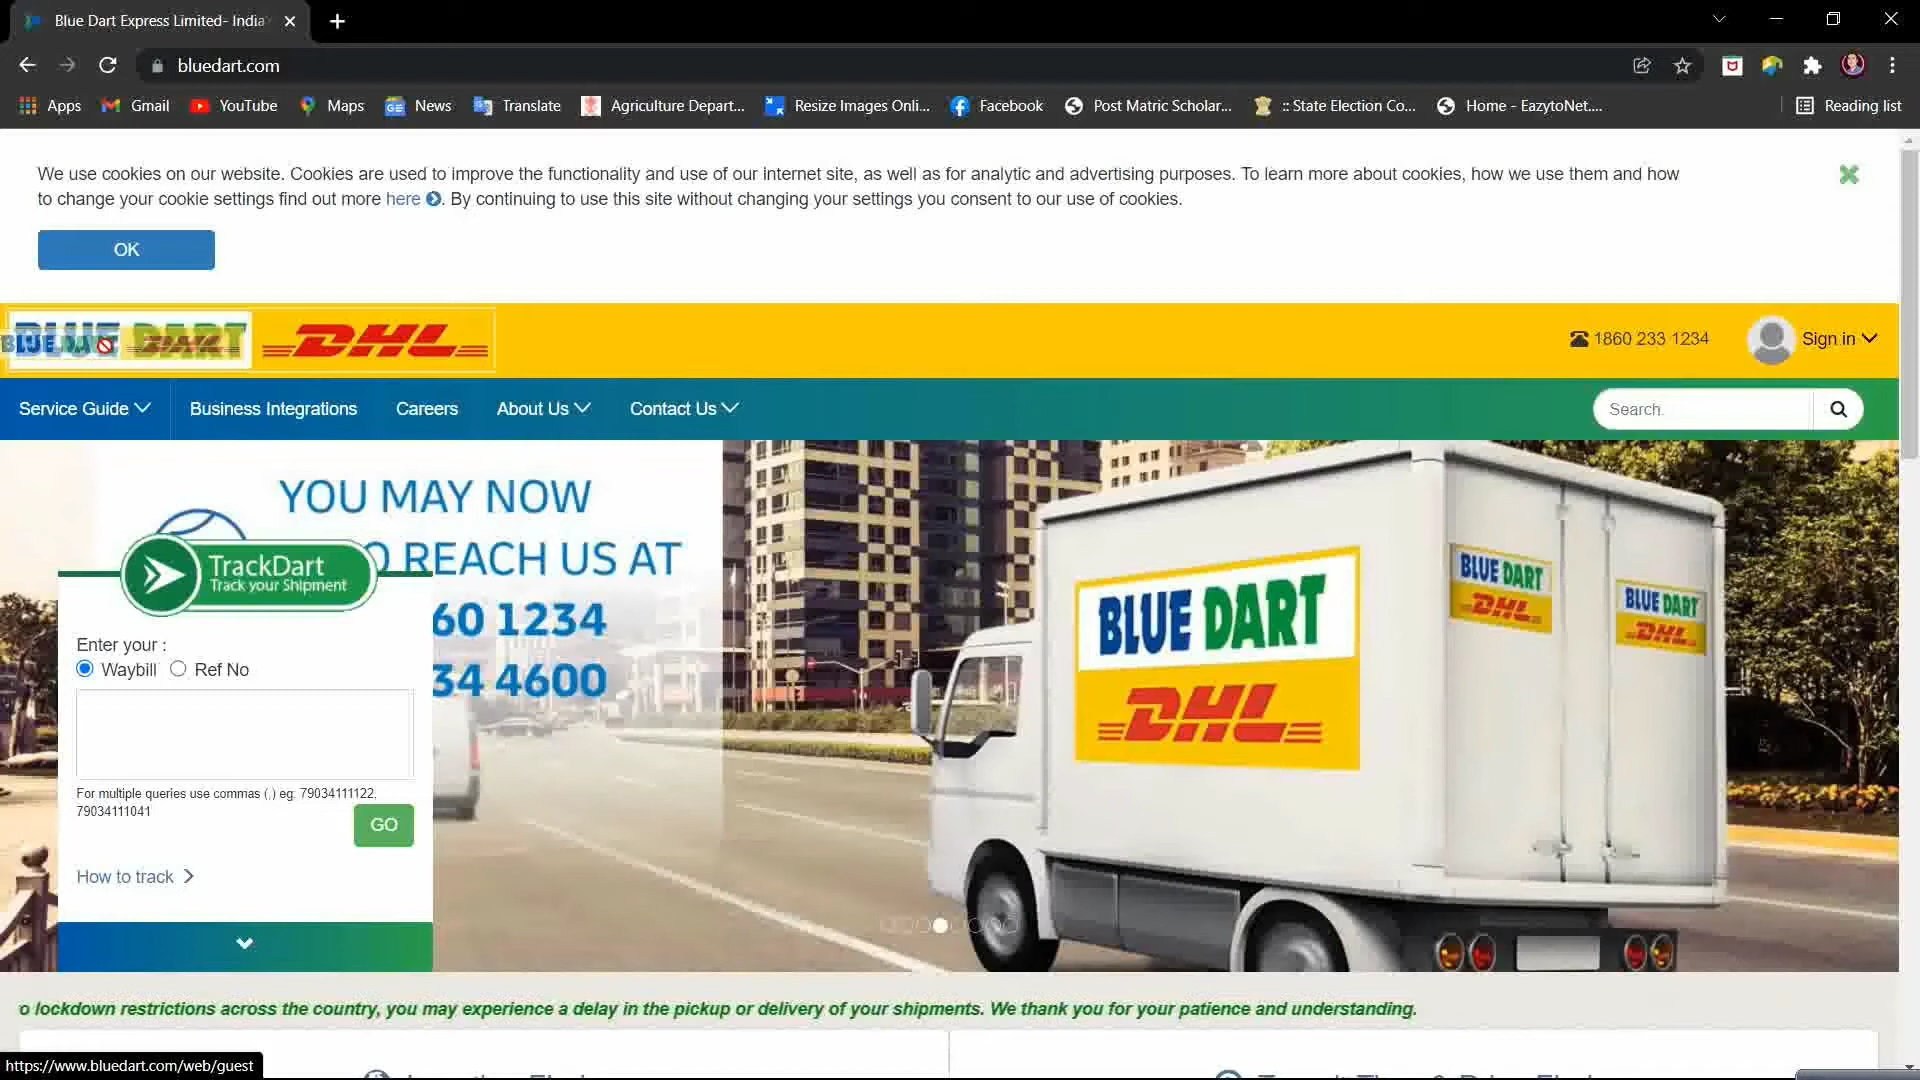 Blue Dart Express Limited- India
bluedart.com
Apps Gmail YouTube Maps News Translate Agriculture Depart... Resize Images Onli... Facebook Post Matric Scholar... :: State Election Co... Home - EazytoNet.... Reading list
We use cookies on our website. Cookies are used to improve the functionality and use of our internet site, as well as for analytic and advertising purposes. To learn more about cookies, how we use them and how
to change your cookie settings find out more here. By continuing to use this site without changing your settings you consent to our use of cookies.
OK
BLUE DART DHL
1860 233 1234 Sign in
Service Guide Business Integrations Careers About Us Contact Us Search.
YOU MAY NOW
O REACH US AT
60 1234
34 4600
TrackDart
Track your Shipment
Enter your :
Waybill Ref No
For multiple queries use commas (,) eg: 79034111122,
79034111041
GO
How to track
BLUE DART
DHL
BLUE DART
DHL
BLUE DART
DHL
o lockdown restrictions across the country, you may experience a delay in the pickup or delivery of your shipments. We thank you for your patience and understanding.
https://www.bluedart.com/web/guest